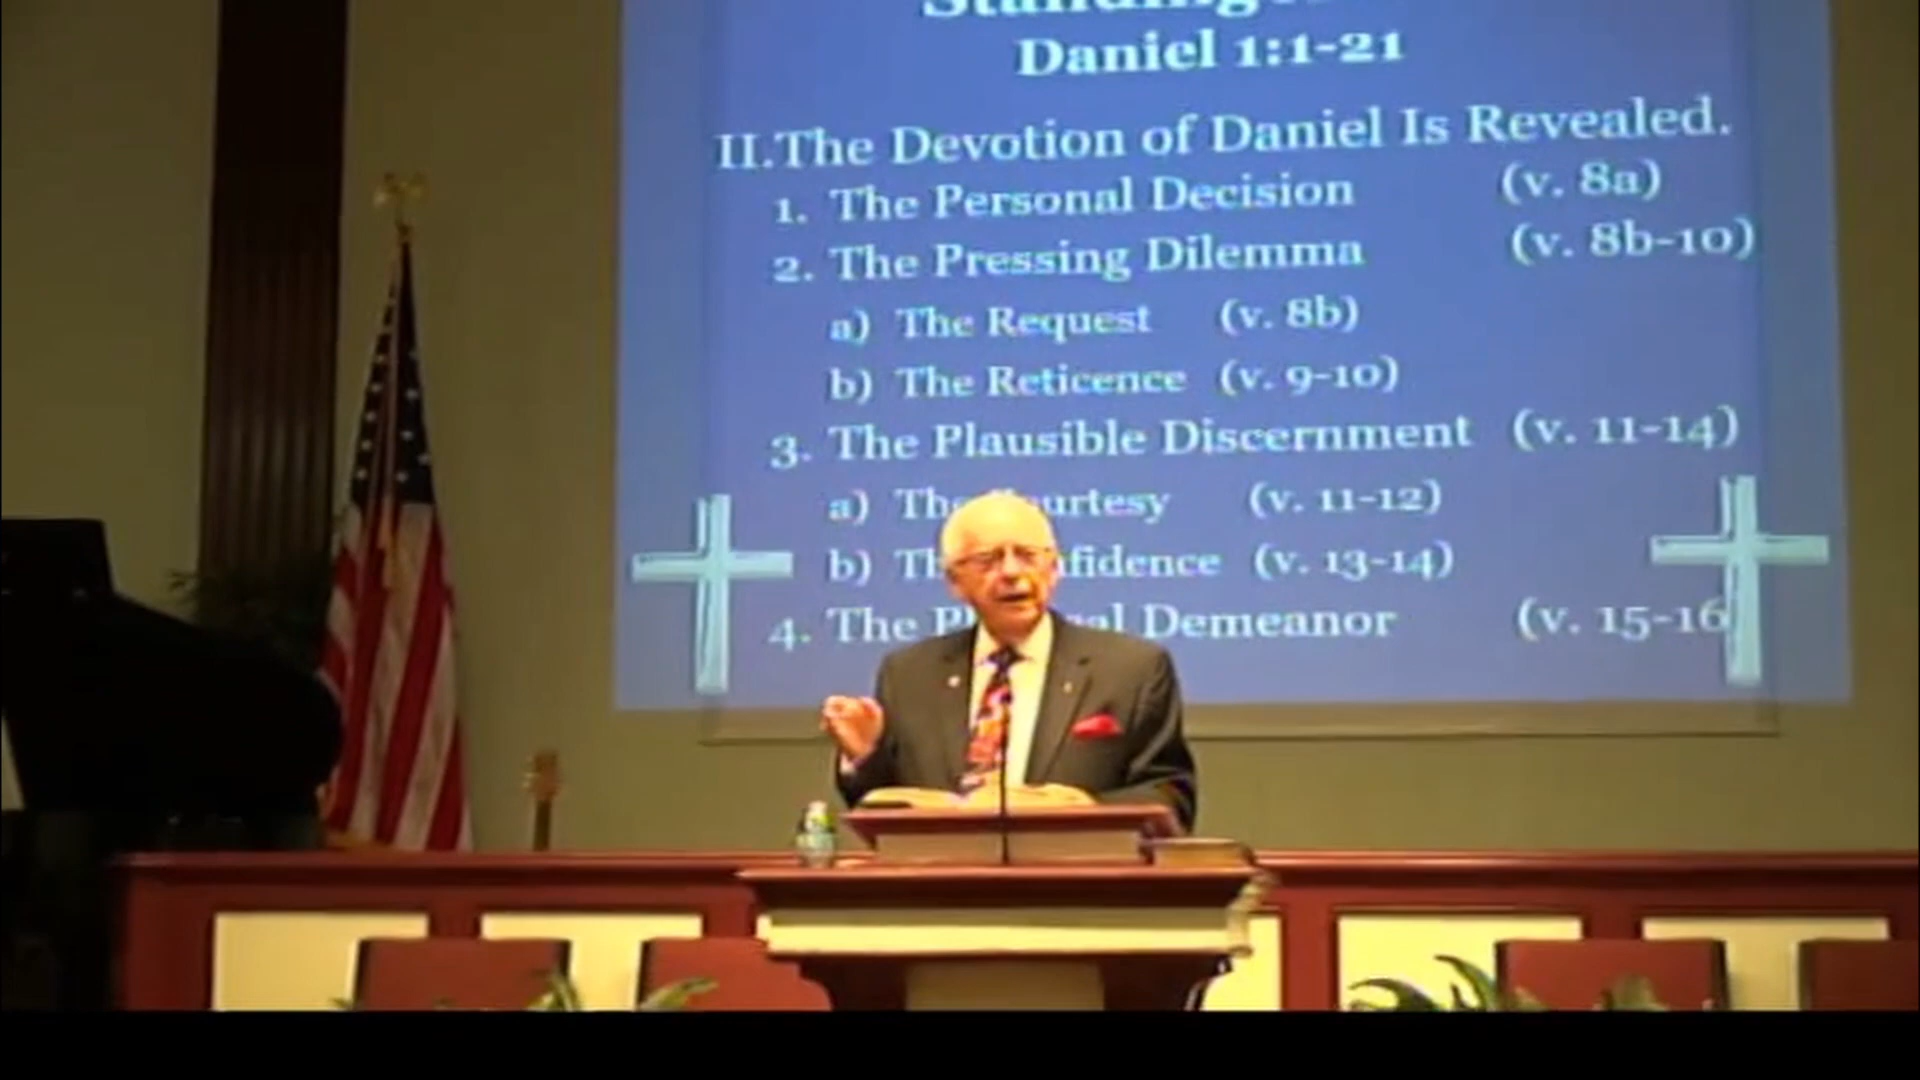 Daniel 1:1-21
II.The Devotion of Daniel Is Revealed.
1. The Personal Decision (v. 8a)
2. The Pressing Dilemma (v. 8b-10)
a) The Request (v. 8b)
b) The Reticence (v. 9-10)
3. The Plausible Discernment (v. 11-14)
a) (v. 11-12)
b) (v. 13-14)
4. The Demeanor (v. 15-16